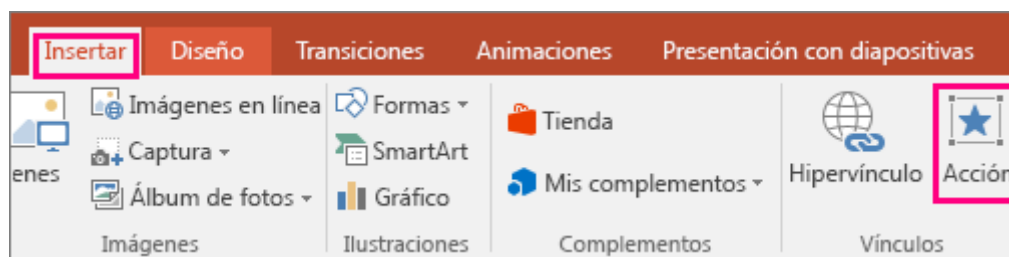 Insertar Diseño Transiciones Animaciones Presentación con diapositivas
Imágenes en línea
Captura
Álbum de fotos
enes
Imágenes
Formas
SmartArt
Gráfico
Ilustraciones
Tienda
Mis complementos
Complementos
Hipervínculo
Acción
Vínculos